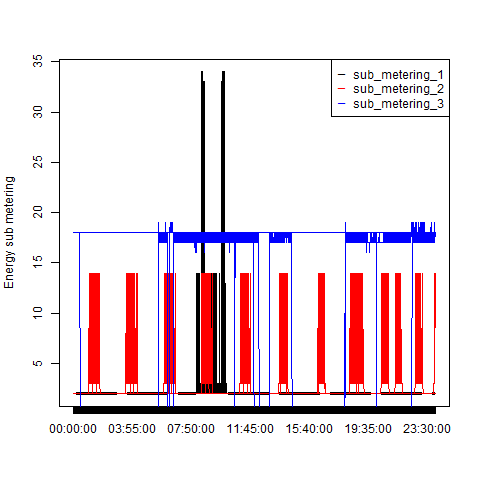 35
30
25
20
15
10
5
Energy sub metering
sub_metering_1
sub_metering_2
sub_metering_3
00:00:00 03:55:00 07:50:00 11:45:00 15:40:00 19:35:00 23:30:00